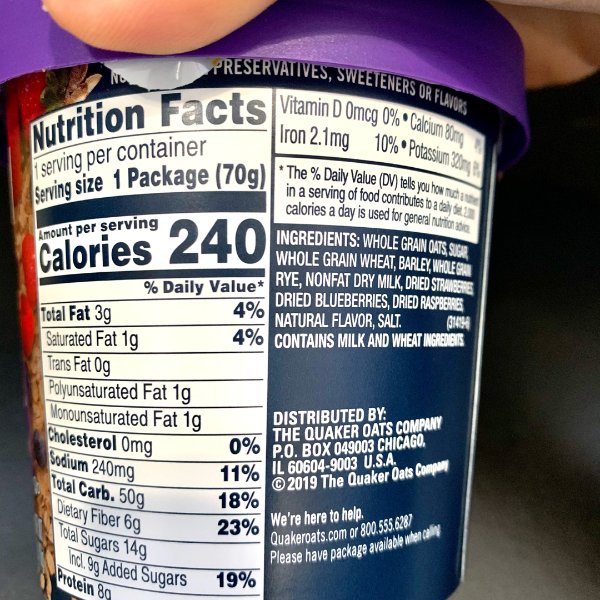 PRESERVATIVES, SWEETENERS OR FLAVORS
Nutrition Facts
1 serving per container
Serving size 1 Package (70g)
Amount per serving
Calories 240
% Daily Value*
Total Fat 3g 4%
Saturated Fat 1g 4%
Trans Fat 0g
Polyunsaturated Fat 1g
Monounsaturated Fat 1g
Cholesterol 0mg 0%
Sodium 240mg 11%
Total Carb. 50g 18%
Dietary Fiber 6g 23%
Total Sugars 14g
Incl. 9g Added Sugars 19%
Protein 8g
Vitamin D 0mcg 0% • Calcium 80mg
Iron 2.1mg 10% • Potassium 320mg
* The % Daily Value (DV) tells you how much a nutrient
in a serving of food contributes to a daily diet. 2,000
calories a day is used for general nutrition advice.
INGREDIENTS: WHOLE GRAIN OATS, SUGAR,
WHOLE GRAIN WHEAT, BARLEY, WHOLE GRAIN
RYE, NONFAT DRY MILK, DRIED STRAWBERRIES,
DRIED BLUEBERRIES, DRIED RASPBERRIES,
NATURAL FLAVOR, SALT.
CONTAINS MILK AND WHEAT INGREDIENTS.
DISTRIBUTED BY:
THE QUAKER OATS COMPANY
P.O. BOX 049003 CHICAGO,
IL 60604-9003 U.S.A.
© 2019 The Quaker Oats Company
We're here to help.
Quakeroats.com or 800.555.6287
Please have package available when calling